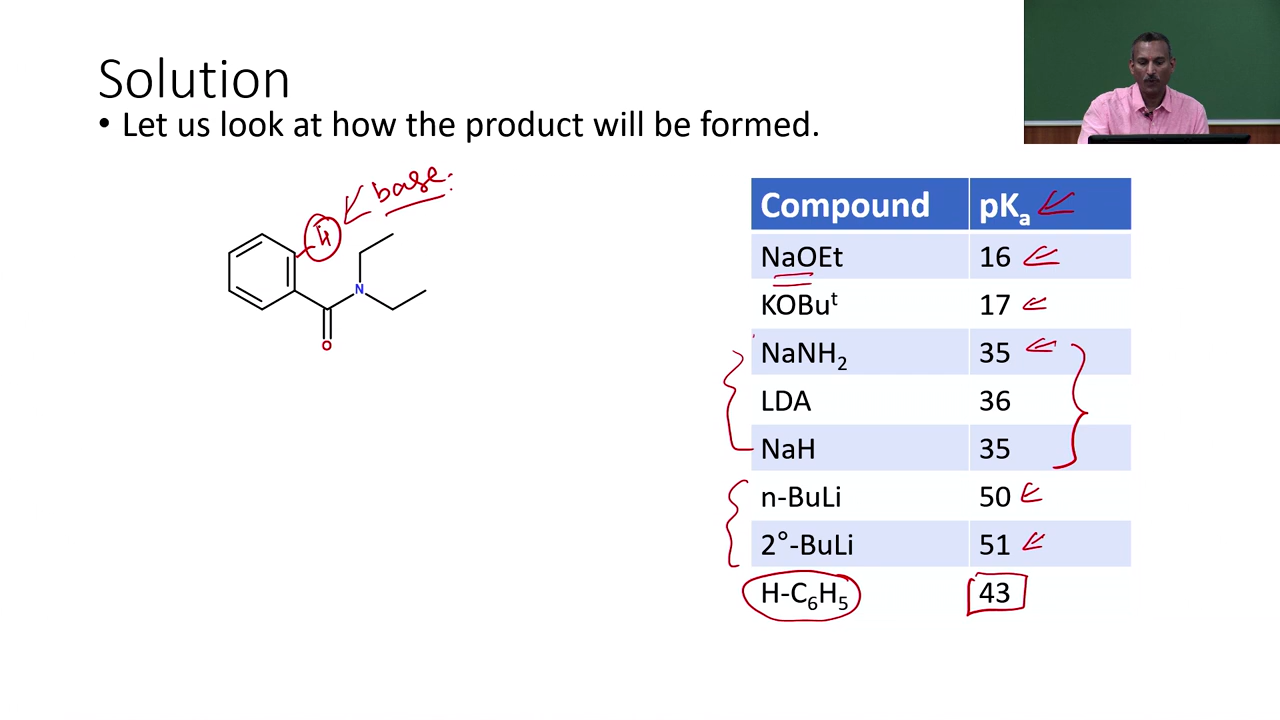 Solution
• Let us look at how the product will be formed.
base.
H
N
O
Compound pKₐ
NaOEt 16
KOBuᵗ 17
NaNH₂ 35
LDA 36
NaH 35
n-BuLi 50
2°-BuLi 51
H-C₆H₅ 43